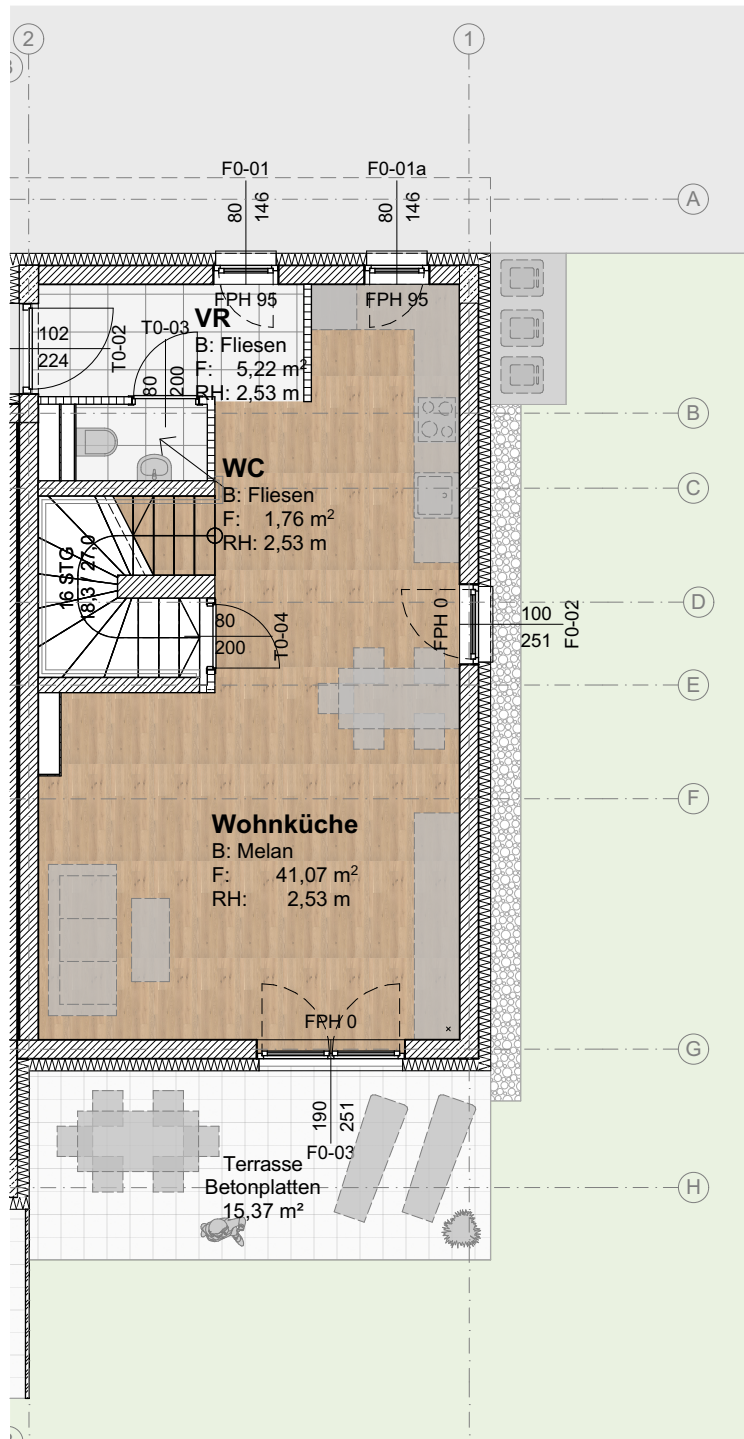 2
1
F0-01
F0-01a
80
146
80
146
A
FPH 95
FPH 95
102
224
T0-02
T0-03
80
200
VR
B: Fliesen
F: 5,22 m²
RH: 2,53 m
B
WC
B: Fliesen
F: 1,76 m²
RH: 2,53 m
C
16 STG
18,3 / 27,0
D
80
200
T0-04
FPH 0
100
251
F0-02
E
F
Wohnküche
B: Melan
F: 41,07 m²
RH: 2,53 m
FPH 0
G
190
251
F0-03
Terrasse
Betonplatten
15,37 m²
H